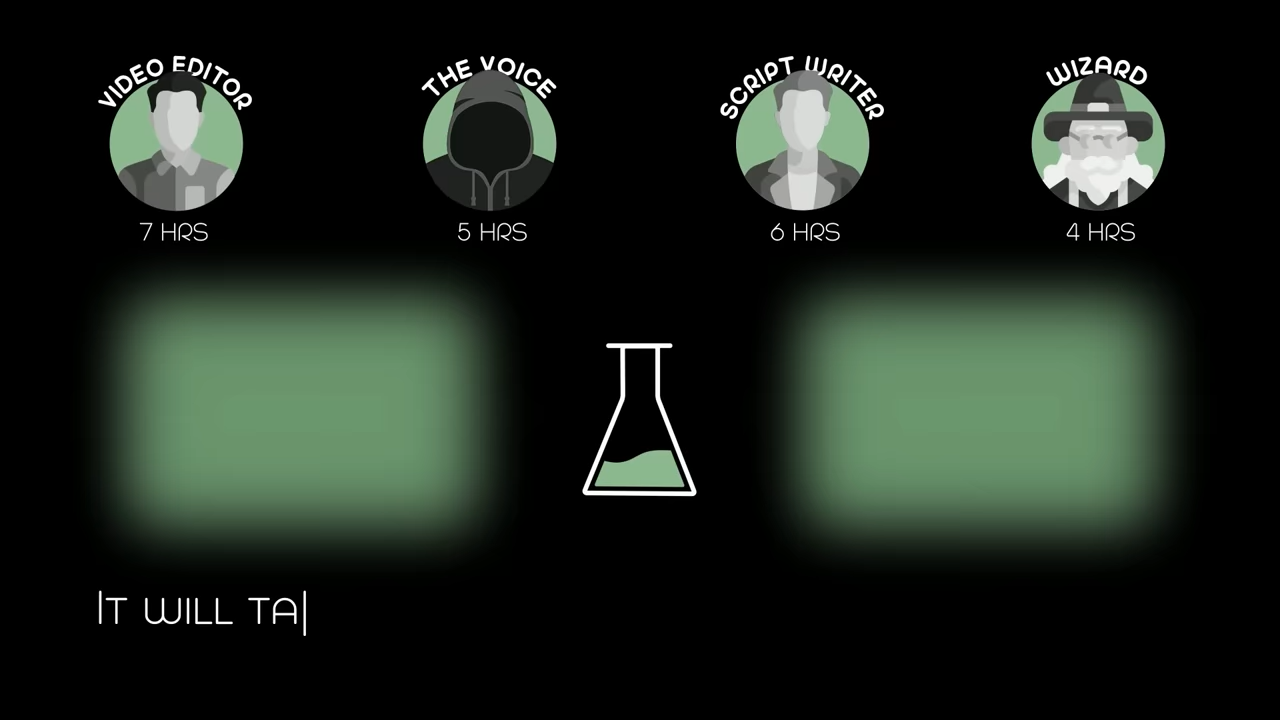 VIDEO EDITOR
THE VOICE
SCRIPT WRITER
WIZARD
7 HRS
5 HRS
6 HRS
4 HRS
IT WILL TA